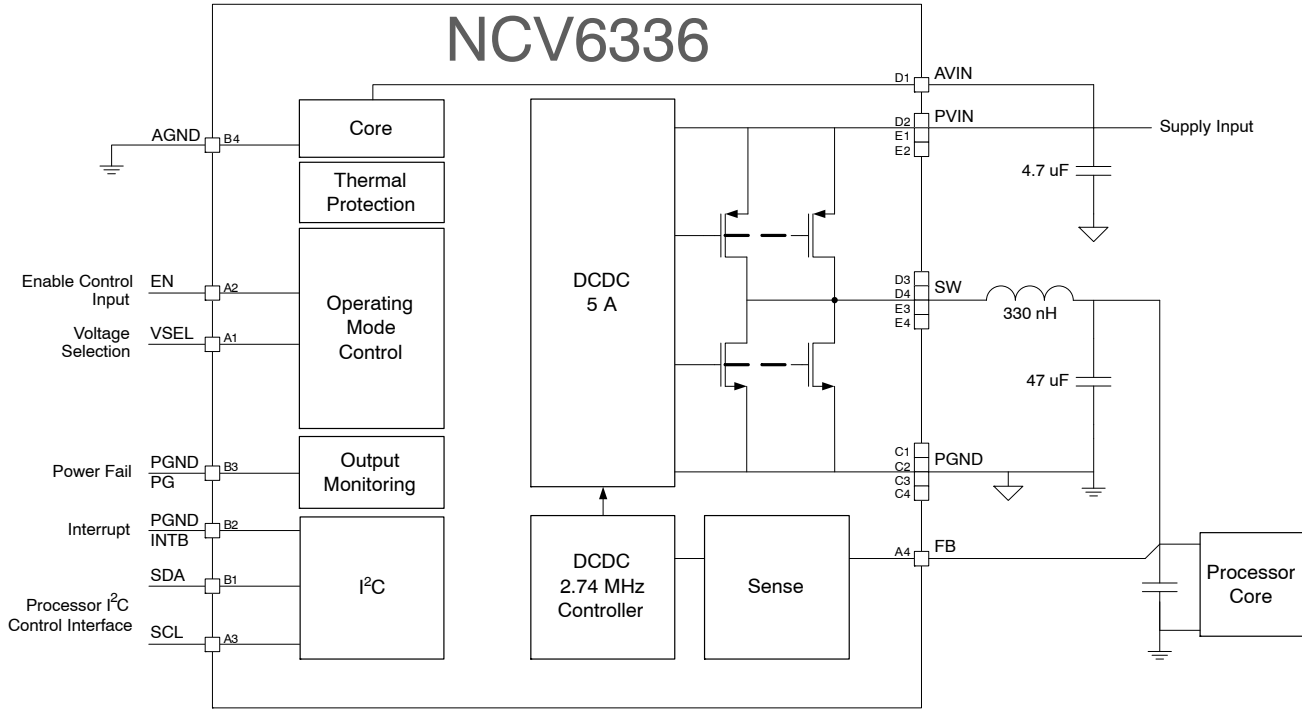 NCV6336
D1 AVIN
Core
AGND B4
D2 PVIN
E1
E2
Supply Input
4.7 uF
Thermal
Protection
Enable Control
Input
EN A2
Voltage
Selection
VSEL A1
Operating
Mode
Control
DCDC
5 A
D3
D4
E3
E4
SW
330 nH
47 uF
Power Fail
PGND
PG
B3
Output
Monitoring
C1
C2
C3
C4
PGND
Interrupt
PGND
INTB
B2
SDA B1
Processor I²C
Control Interface
SCL A3
I²C
DCDC
2.74 MHz
Controller
Sense
A4 FB
Processor
Core